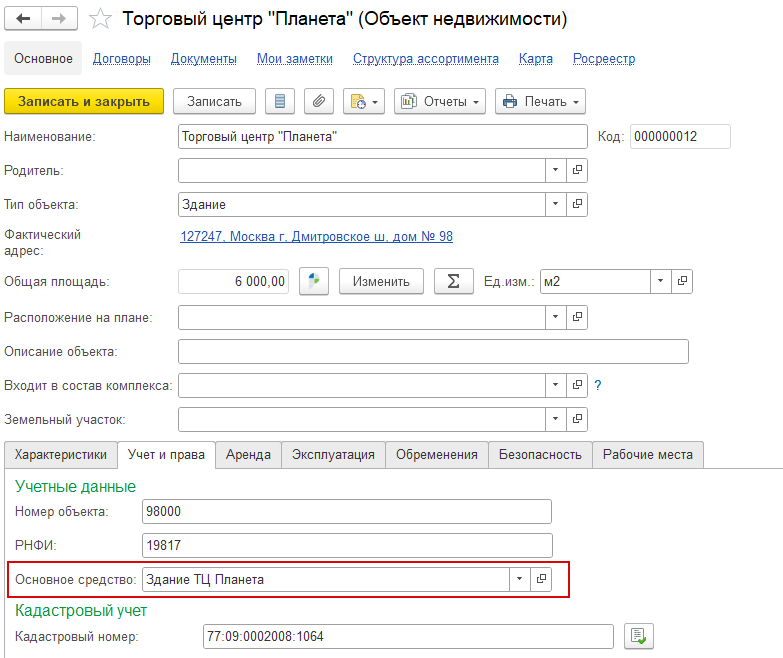 Торговый центр "Планета" (Объект недвижимости)
Основное Договоры Документы Мои заметки Структура ассортимента Карта Росреестр
Записать и закрыть Записать Отчеты Печать
Наименование: Торговый центр "Планета" Код: 000000012
Родитель:
Тип объекта: Здание
Фактический
адрес: 127247, Москва г, Дмитровское ш, дом № 98
Общая площадь: 6 000,00 Изменить Σ Ед.изм.: м2
Расположение на плане:
Описание объекта:
Входит в состав комплекса: ?
Земельный участок:
Характеристики Учет и права Аренда Эксплуатация Обременения Безопасность Рабочие места
Учетные данные
Номер объекта: 98000
РНФИ: 19817
Основное средство: Здание ТЦ Планета
Кадастровый учет
Кадастровый номер: 77:09:0002008:1064